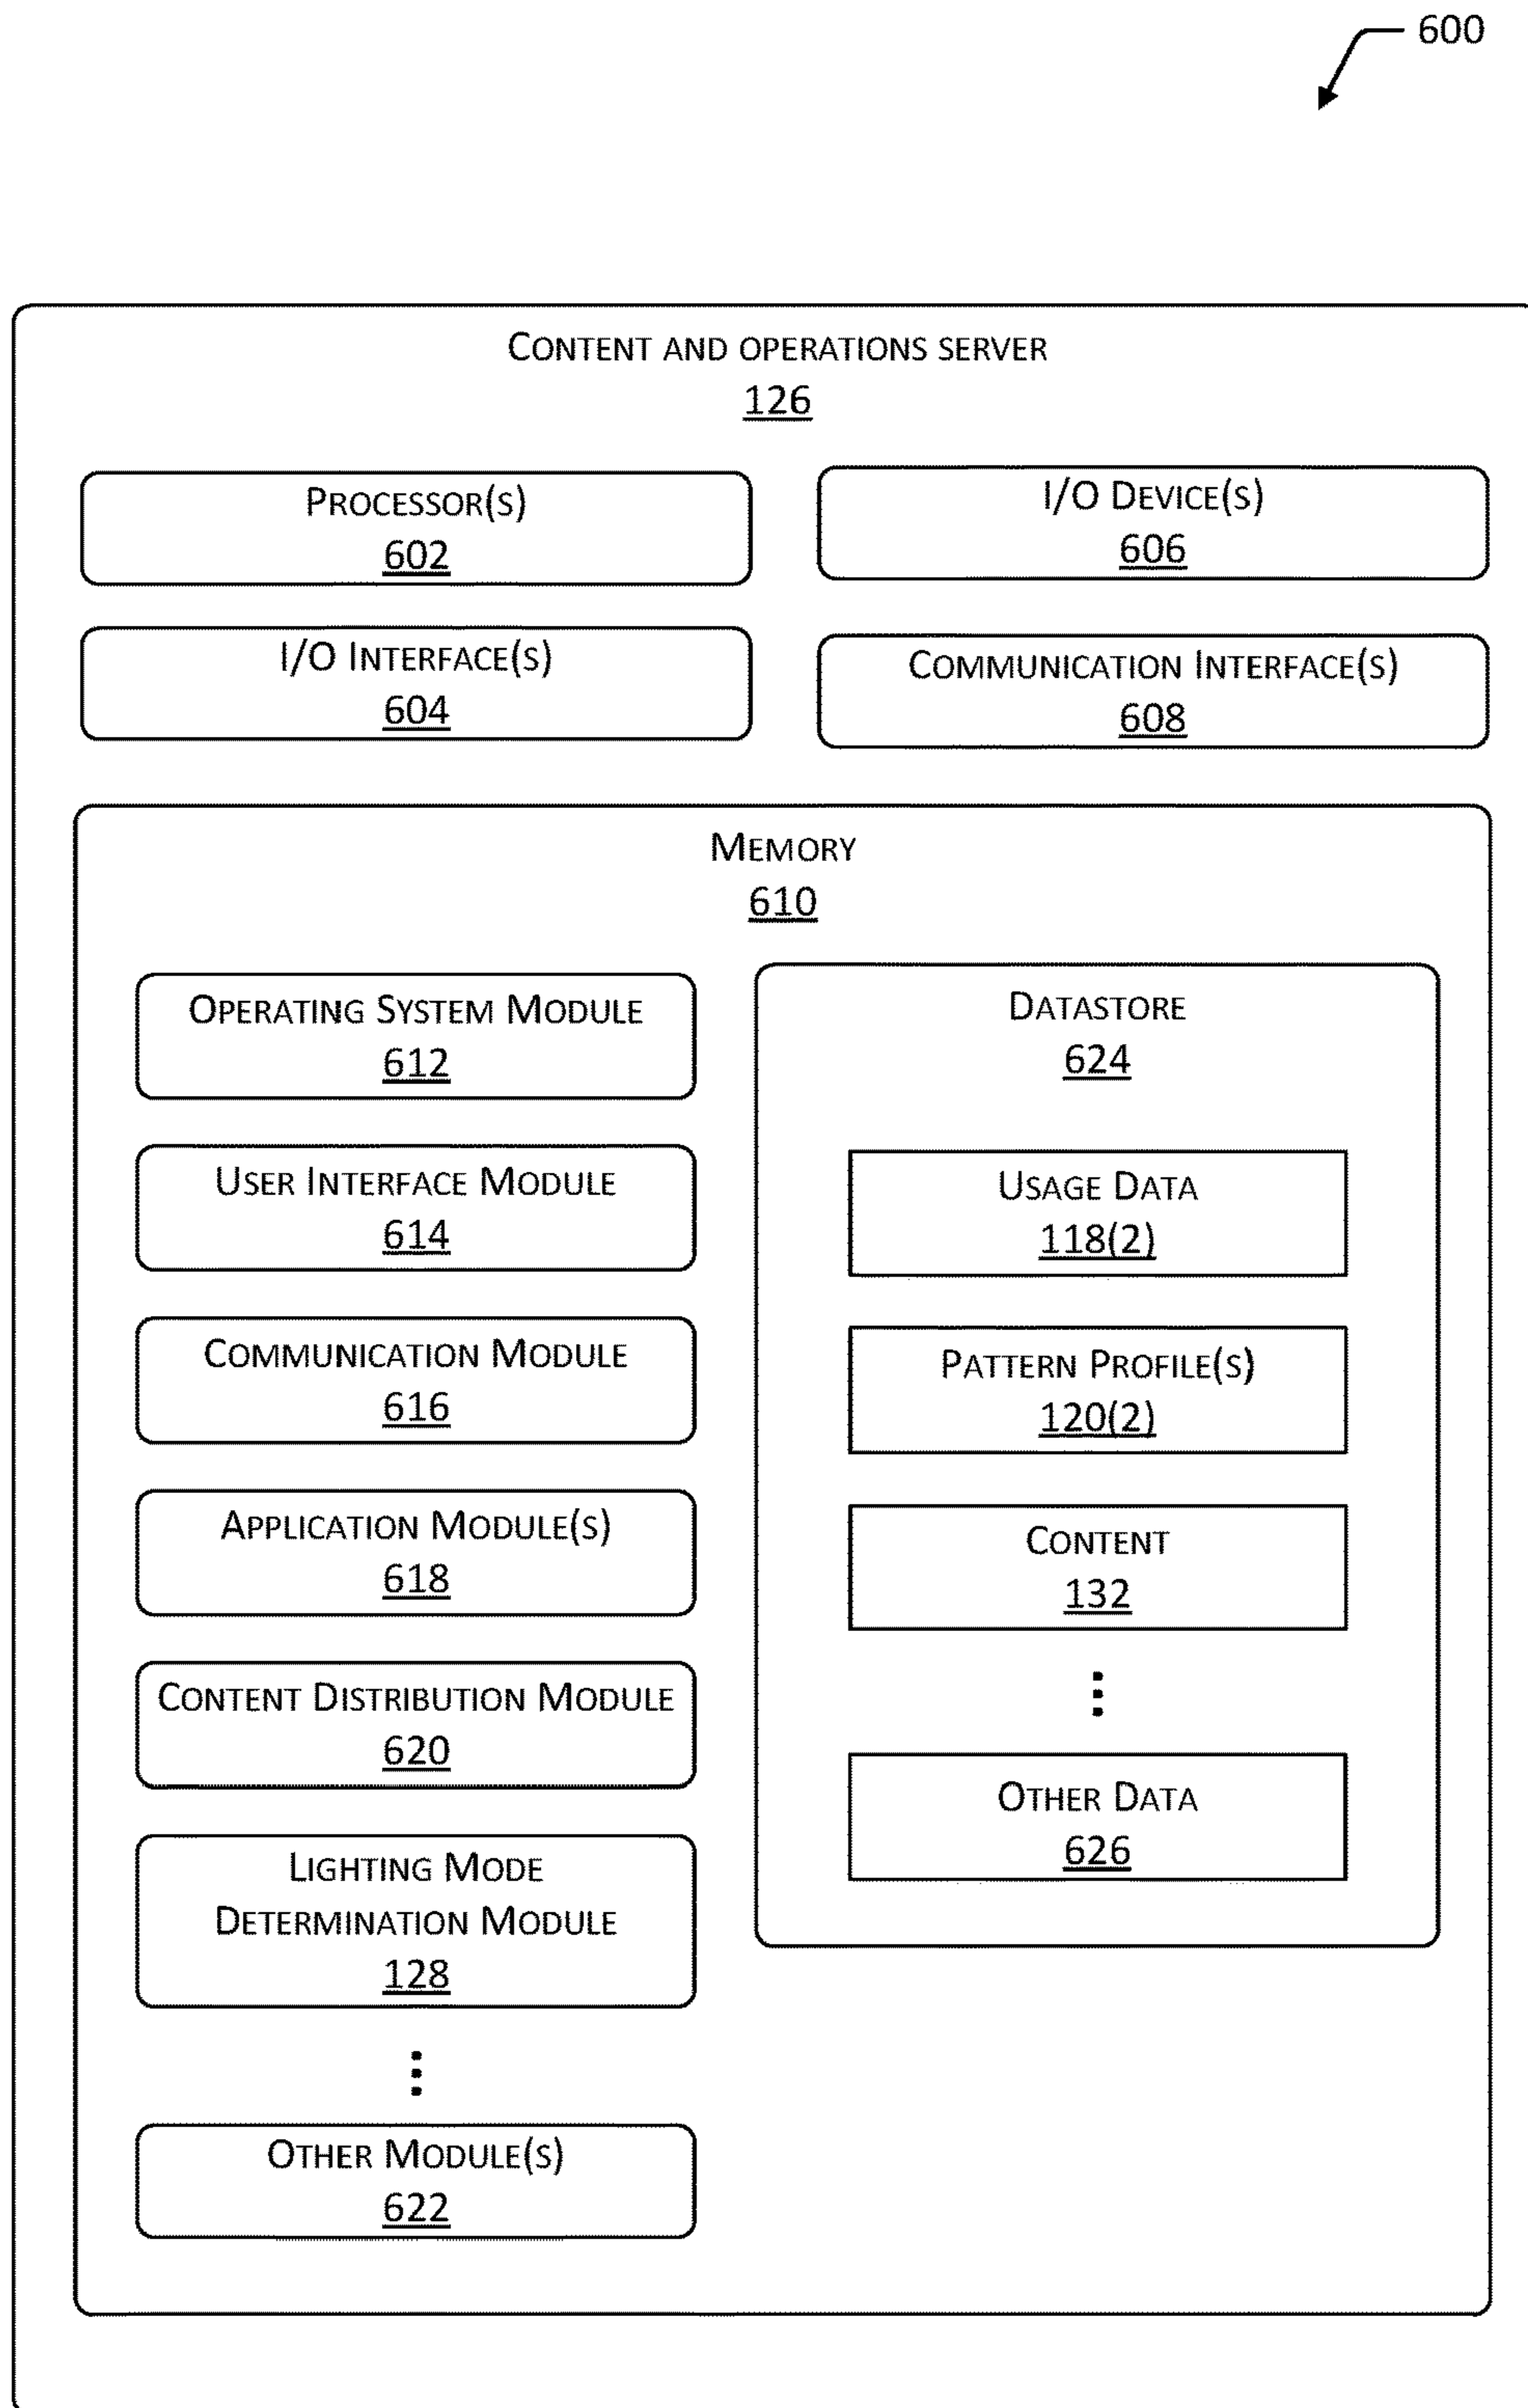 600
CONTENT AND OPERATIONS SERVER
126
PROCESSOR(S)
602
I/O DEVICE(S)
606
I/O INTERFACE(S)
604
COMMUNICATION INTERFACE(S)
608
MEMORY
610
OPERATING SYSTEM MODULE
612
USER INTERFACE MODULE
614
COMMUNICATION MODULE
616
APPLICATION MODULE(S)
618
CONTENT DISTRIBUTION MODULE
620
LIGHTING MODE
DETERMINATION MODULE
128
OTHER MODULE(S)
622
DATASTORE
624
USAGE DATA
118(2)
PATTERN PROFILE(S)
120(2)
CONTENT
132
OTHER DATA
626